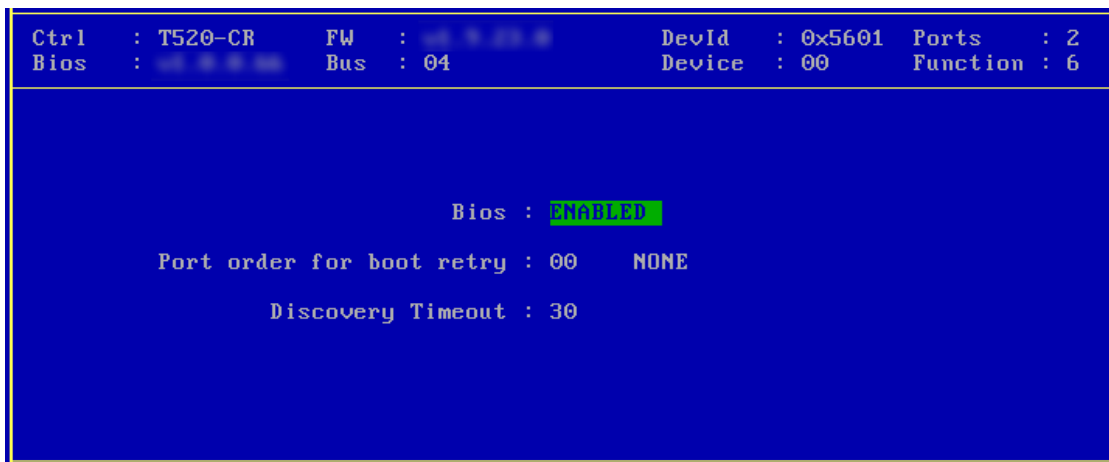 Ctrl : T520-CR FW : DevId : 0x5601 Ports : 2
Bios : Bus : 04 Device : 00 Function : 6
Bios : ENABLED
Port order for boot retry : 00 NONE
Discovery Timeout : 30